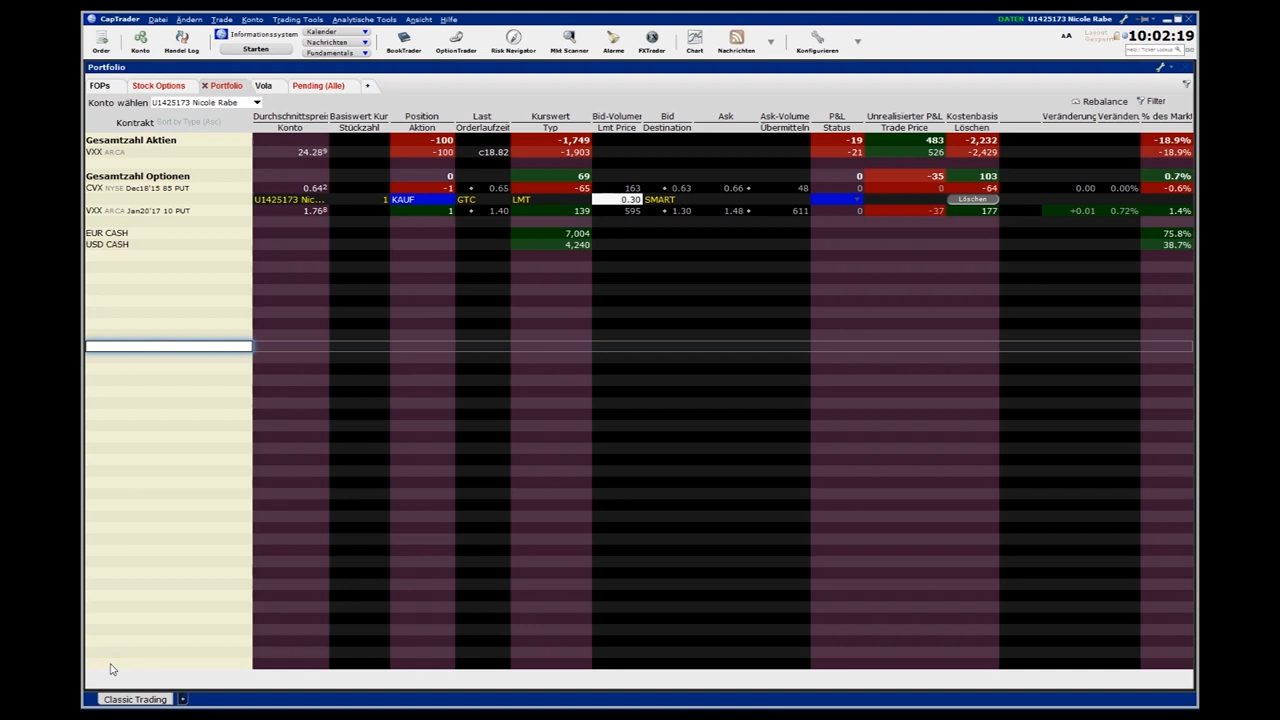 CapTrader Datei Ändern Trade Konto Trading Tools Analytische Tools Ansicht Hilfe DATEN U1425173 Nicole Rabe
Order Konto Handel Log Informationssystem Starten Kalender Nachrichten Fundamentals BookTrader OptionTrader Risk Navigator Mkt Scanner Alarme FXTrader Chart Nachrichten Konfigurieren AA Layout Gesperrt 10:02:19
Portfolio
FOPs Stock Options Portfolio Vola Pending (Alle) +
Konto wählen U1425173 Nicole Rabe Rebalance Filter
Kontrakt Sort by Type (Asc) Durchschnittsprei Basiswert Kur Position Last Kurswert Bid-Volumen Bid Ask Ask-Volume P&L Unrealisierter P&L Kostenbasis Veränderung Veränden % des Markt
Konto Stückzahl Aktion Orderlaufzeit Typ Lmt Price Destination Übermitteln Status Trade Price Löschen
Gesamtzahl Aktien -100 -1,749 -19 483 -2,232 -18.9%
VXX ARCA 24.28⁹ -100 c18.82 -1,903 -21 526 -2,429 -18.9%
Gesamtzahl Optionen 0 69 0 -35 103 0.7%
CVX NYSE Dec18'15 85 PUT 0.64² -1 0.65 -65 163 0.63 0.66 48 0 0 -64 0.00 0.00% -0.6%
U1425173 Nic... 1 KAUF GTC LMT 0.30 SMART Löschen
VXX ARCA Jan20'17 10 PUT 1.76⁸ 1 1.40 139 595 1.30 1.48 611 0 -37 177 +0.01 0.72% 1.4%
EUR CASH 7,004 75.8%
USD CASH 4,240 38.7%
Classic Trading +